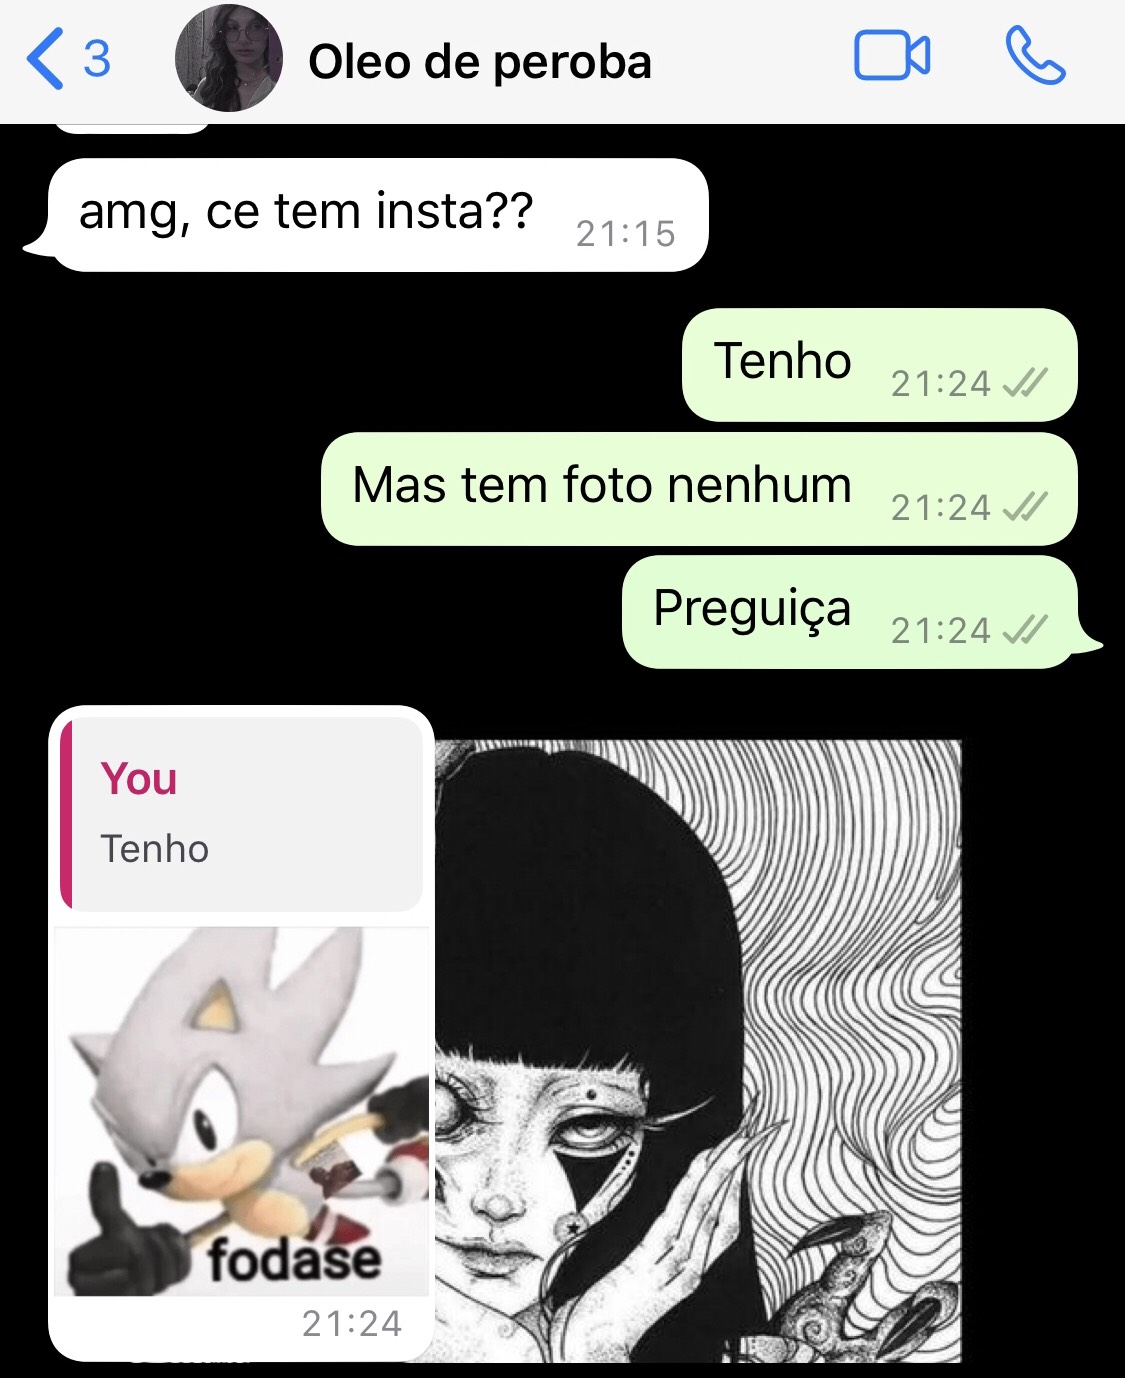 3
Oleo de peroba
amg, ce tem insta??
21:15
Tenho
21:24
Mas tem foto nenhum
21:24
Preguiça
21:24
You
Tenho
fodase
21:24